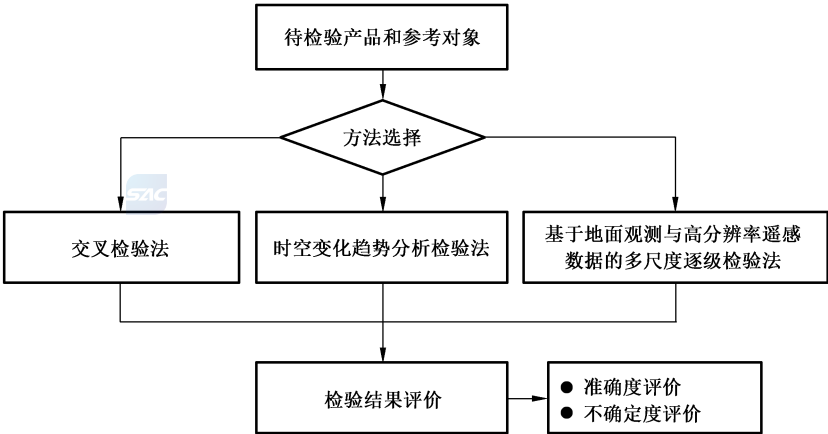 待检验产品和参考对象
方法选择
SAC
交叉检验法
时空变化趋势分析检验法
基于地面观测与高分辨率遥感
数据的多尺度逐级检验法
检验结果评价
● 准确度评价
● 不确定度评价